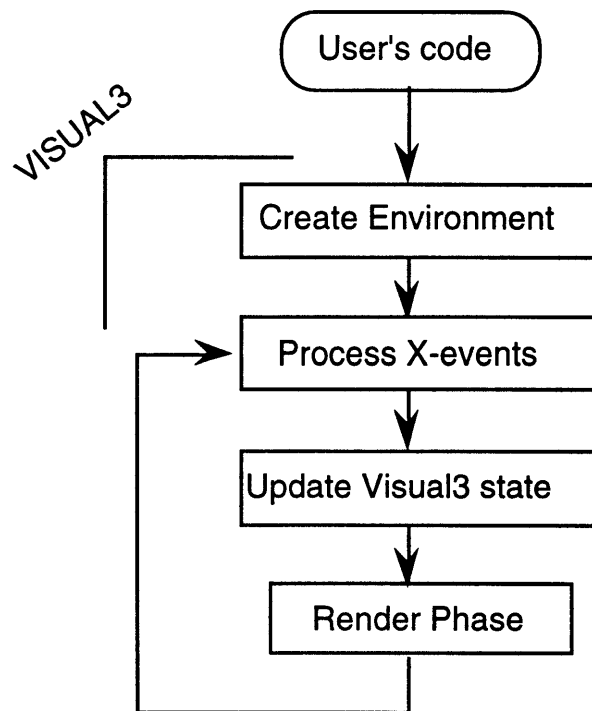 User's code
VISUAL3
Create Environment
Process X-events
Update Visual3 state
Render Phase